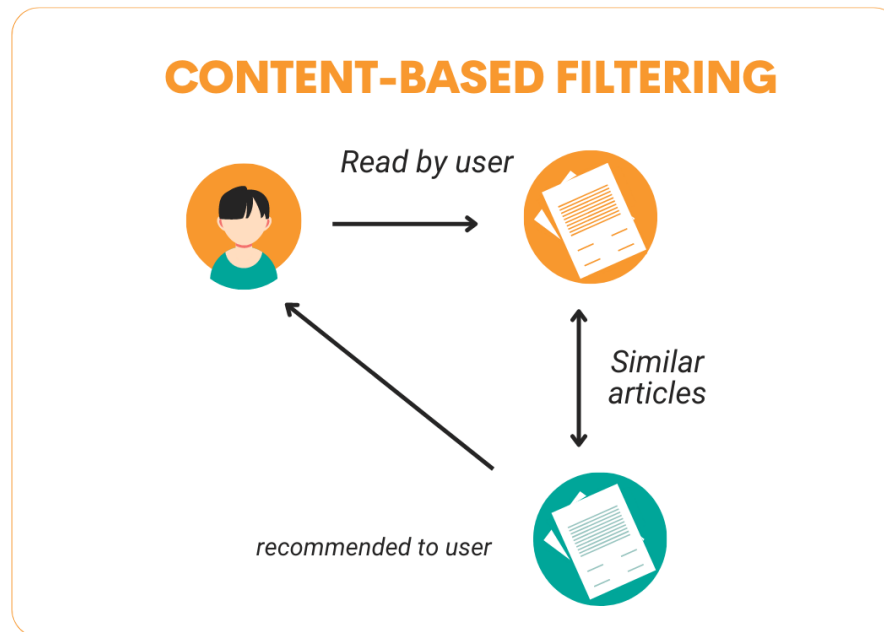 CONTENT-BASED FILTERING
Read by user
Similar
articles
recommended to user